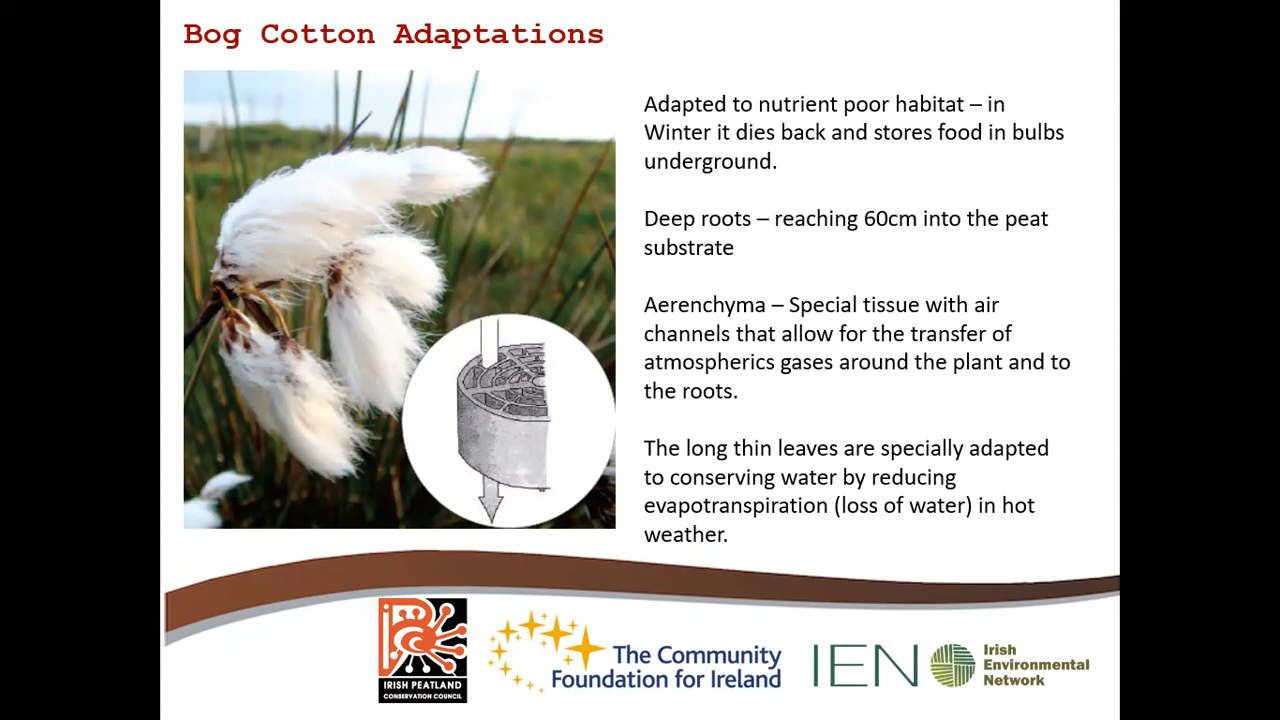 Bog Cotton Adaptations
Adapted to nutrient poor habitat – in
Winter it dies back and stores food in bulbs
underground.
Deep roots – reaching 60cm into the peat
substrate
Aerenchyma – Special tissue with air
channels that allow for the transfer of
atmospherics gases around the plant and to
the roots.
The long thin leaves are specially adapted
to conserving water by reducing
evapotranspiration (loss of water) in hot
weather.
IRISH PEATLAND
CONSERVATION COUNCIL
The Community
Foundation for Ireland
IEN
Irish
Environmental
Network